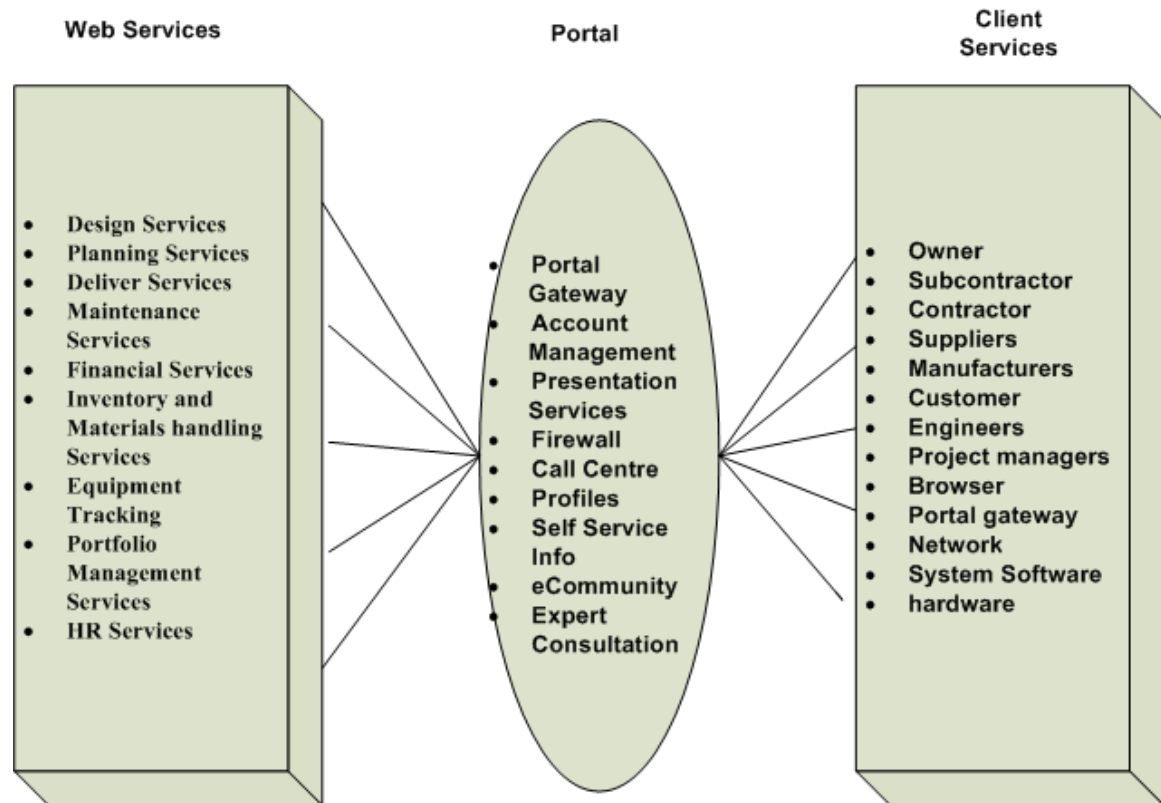 Web Services
Portal
Client
Services
• Design Services
• Planning Services
• Deliver Services
• Maintenance
Services
• Financial Services
• Inventory and
Materials handling
Services
• Equipment
Tracking
• Portfolio
Management
Services
• HR Services
• Portal
Gateway
• Account
Management
• Presentation
Services
• Firewall
• Call Centre
• Profiles
• Self Service
Info
• eCommunity
• Expert
Consultation
• Owner
• Subcontractor
• Contractor
• Suppliers
• Manufacturers
• Customer
• Engineers
• Project managers
• Browser
• Portal gateway
• Network
• System Software
• hardware